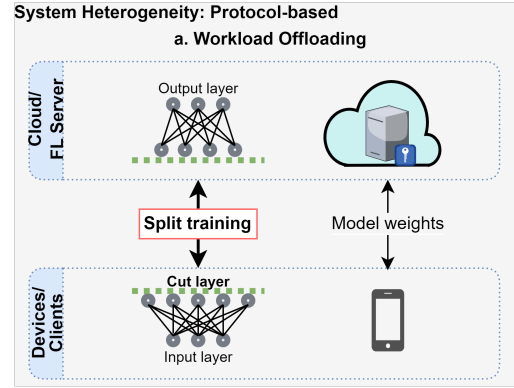 System Heterogeneity: Protocol-based
a. Workload Offloading
Cloud/
FL Server
Output layer
Split training
Model weights
Devices/
Clients
Cut layer
Input layer